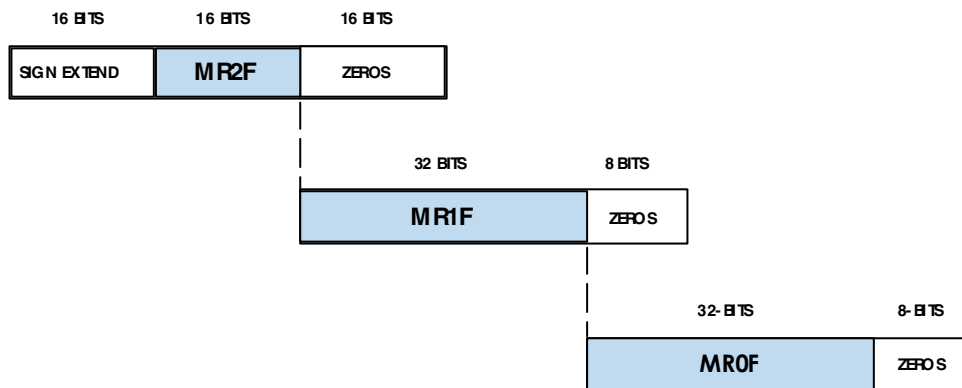 16 BITS 16 BITS 16 BITS
SIGN EXTEND MR2F ZEROS
32 BITS 8 BITS
MR1F ZEROS
32-BITS 8-BITS
MR0F ZEROS